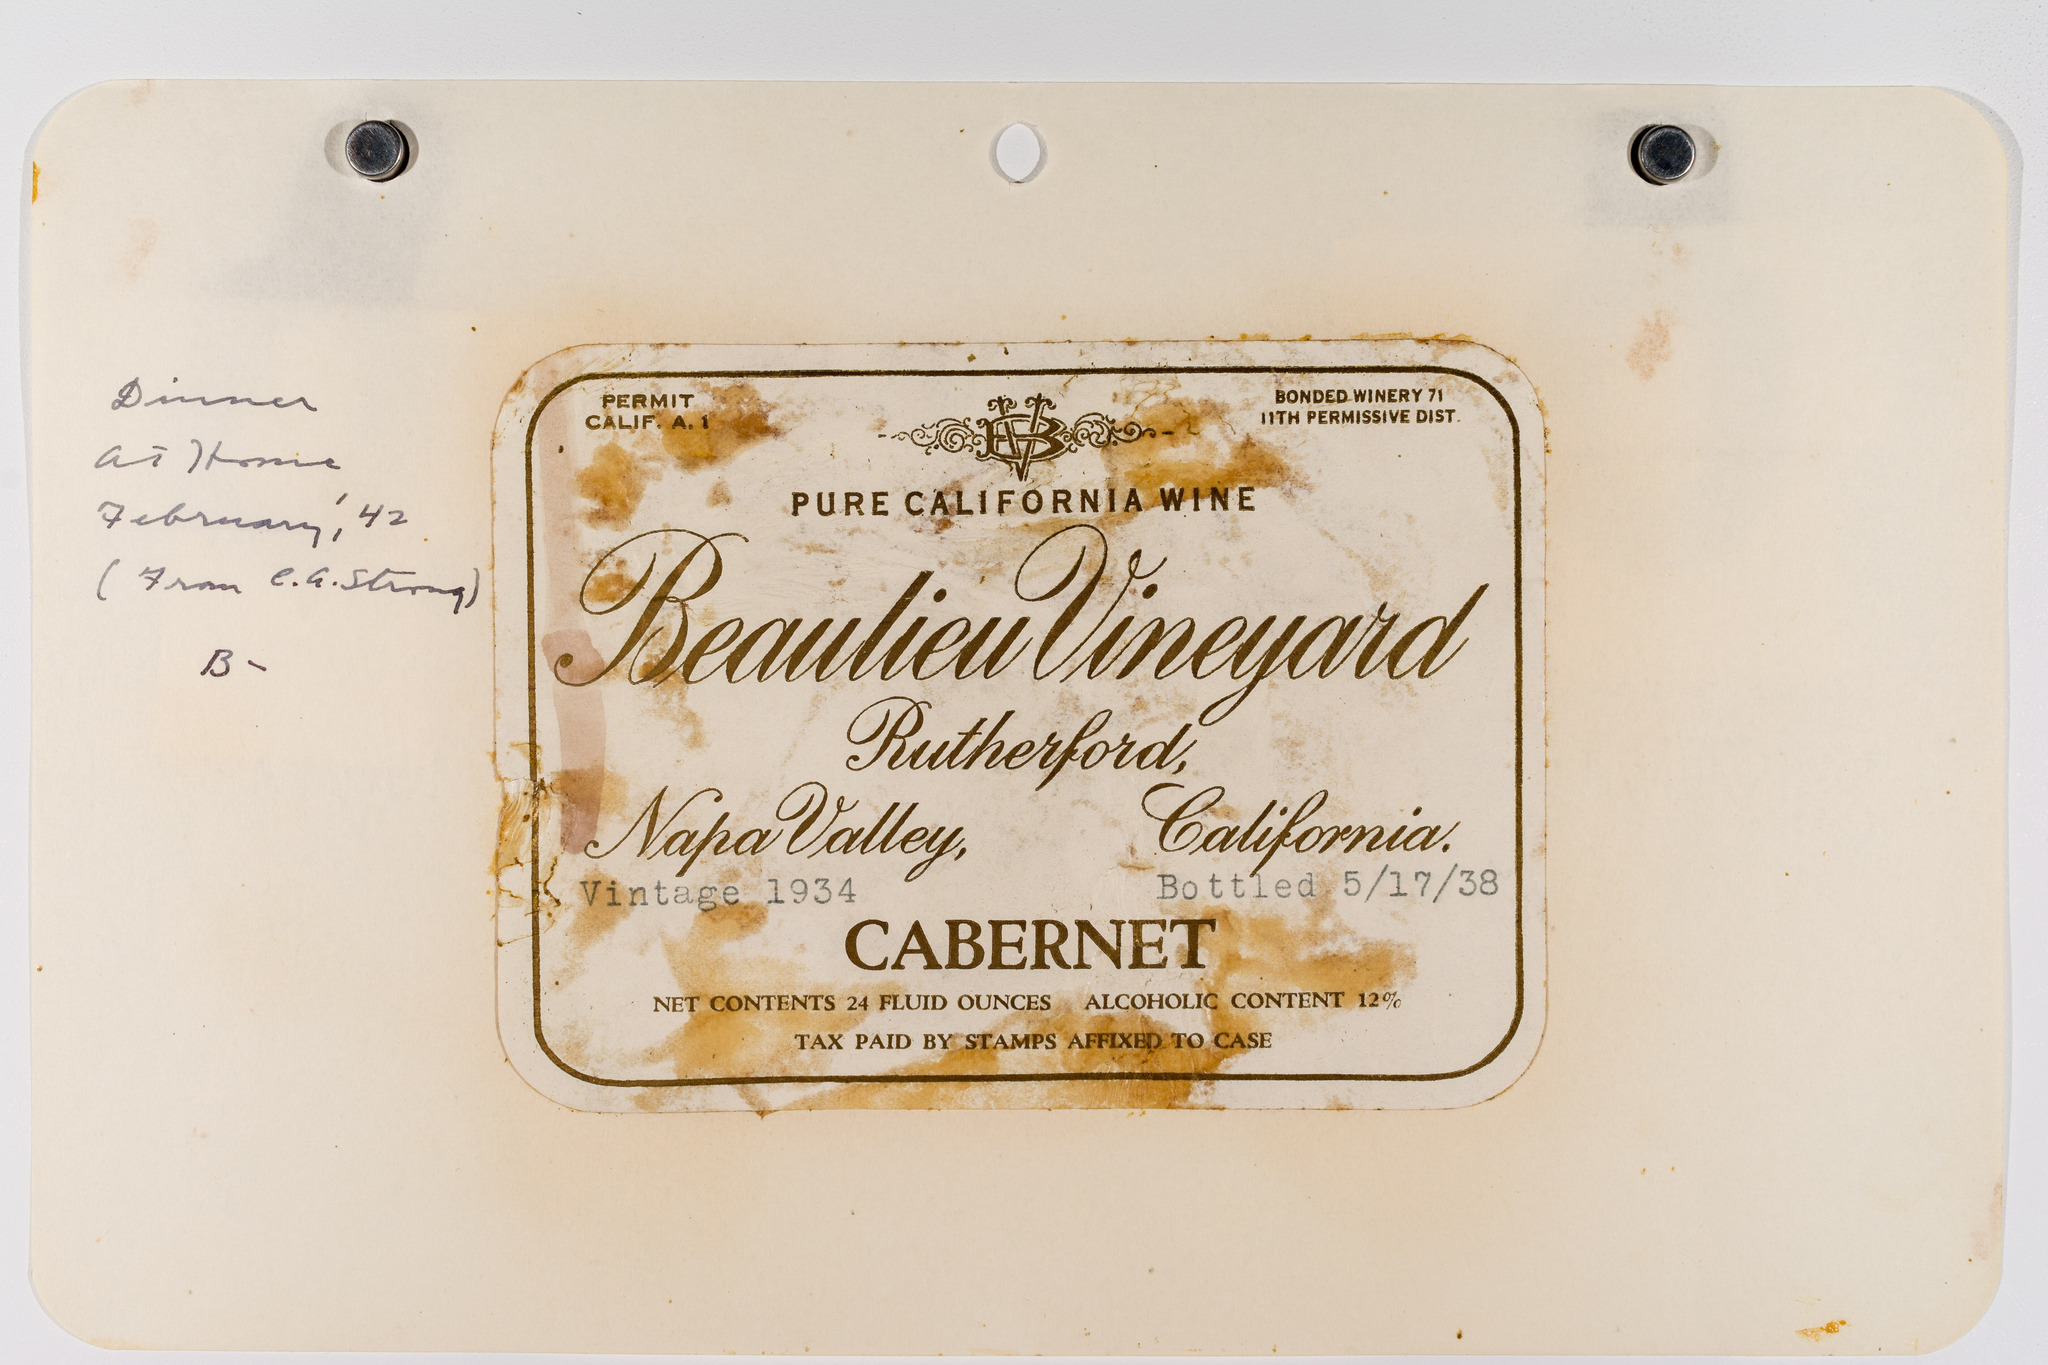 Dinner
at Home
February, '42
(From C.A. Strong)
B-
PERMIT
CALIF. A. 1
BV
BONDED WINERY 71
11TH PERMISSIVE DIST.
PURE CALIFORNIA WINE
Beaulieu Vineyard
Rutherford,
Napa Valley, California.
Vintage 1934 Bottled 5/17/38
CABERNET
NET CONTENTS 24 FLUID OUNCES ALCOHOLIC CONTENT 12%
TAX PAID BY STAMPS AFFIXED TO CASE